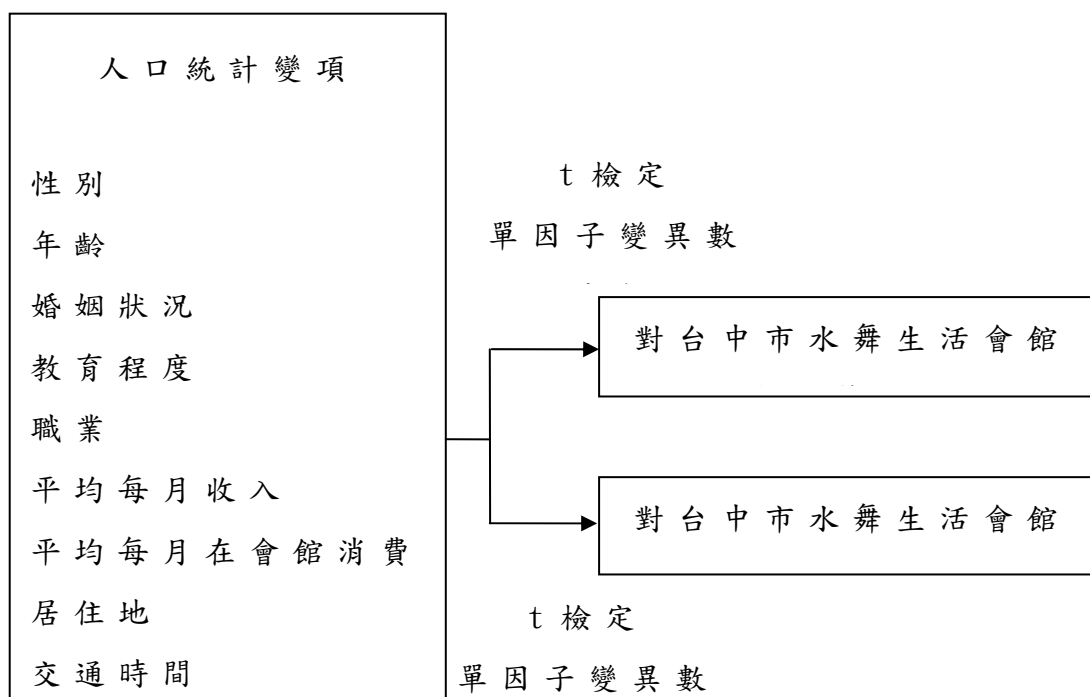 人口統計變項
性別
年齡
婚姻狀況
教育程度
職業
平均每月收入
平均每月在會館消費
居住地
交通時間
t 檢定
單因子變異數
對台中市水舞生活會館
對台中市水舞生活會館
t 檢定
單因子變異數